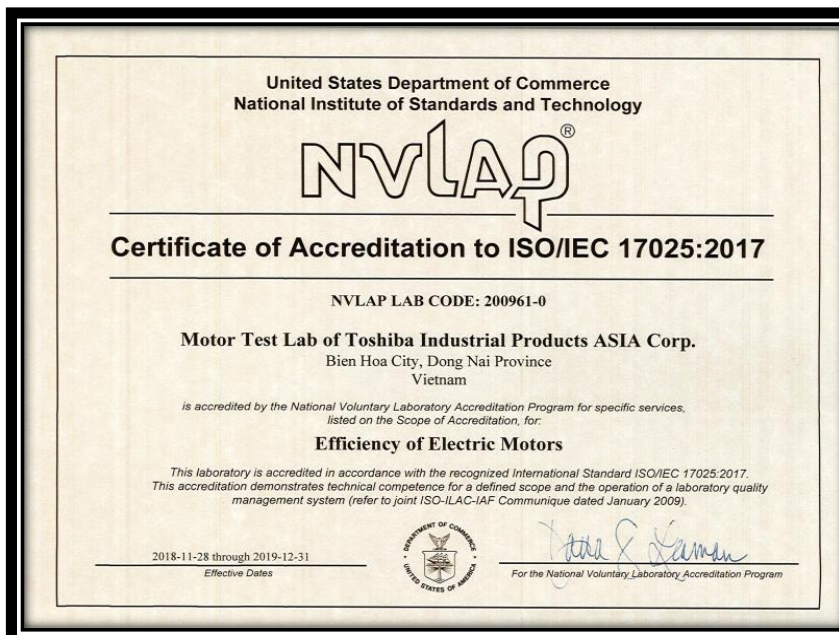 United States Department of Commerce
National Institute of Standards and Technology
NVLAP®
Certificate of Accreditation to ISO/IEC 17025:2017
NVLAP LAB CODE: 200961-0
Motor Test Lab of Toshiba Industrial Products ASIA Corp.
Bien Hoa City, Dong Nai Province
Vietnam
is accredited by the National Voluntary Laboratory Accreditation Program for specific services,
listed on the Scope of Accreditation, for:
Efficiency of Electric Motors
This laboratory is accredited in accordance with the recognized International Standard ISO/IEC 17025:2017.
This accreditation demonstrates technical competence for a defined scope and the operation of a laboratory quality
management system (refer to joint ISO-ILAC-IAF Communique dated January 2009).
2018-11-28 through 2019-12-31
Effective Dates
DEPARTMENT OF COMMERCE
UNITED STATES OF AMERICA
For the National Voluntary Laboratory Accreditation Program